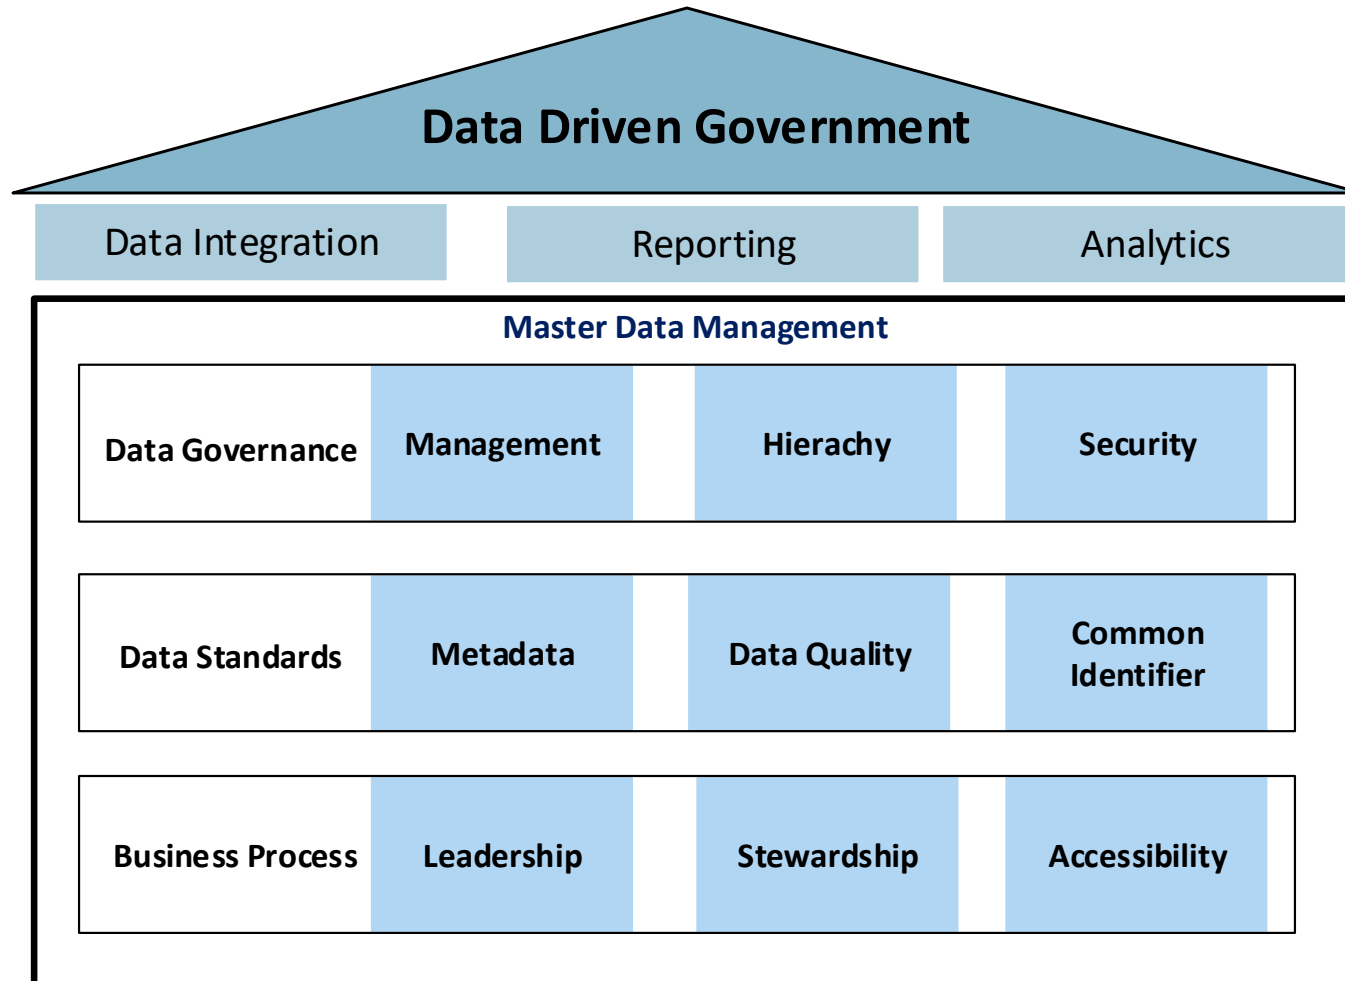 Data Driven Government
Data Integration
Reporting
Analytics
Master Data Management
Data Governance
Management
Hierachy
Security
Data Standards
Metadata
Data Quality
Common
Identifier
Business Process
Leadership
Stewardship
Accessibility